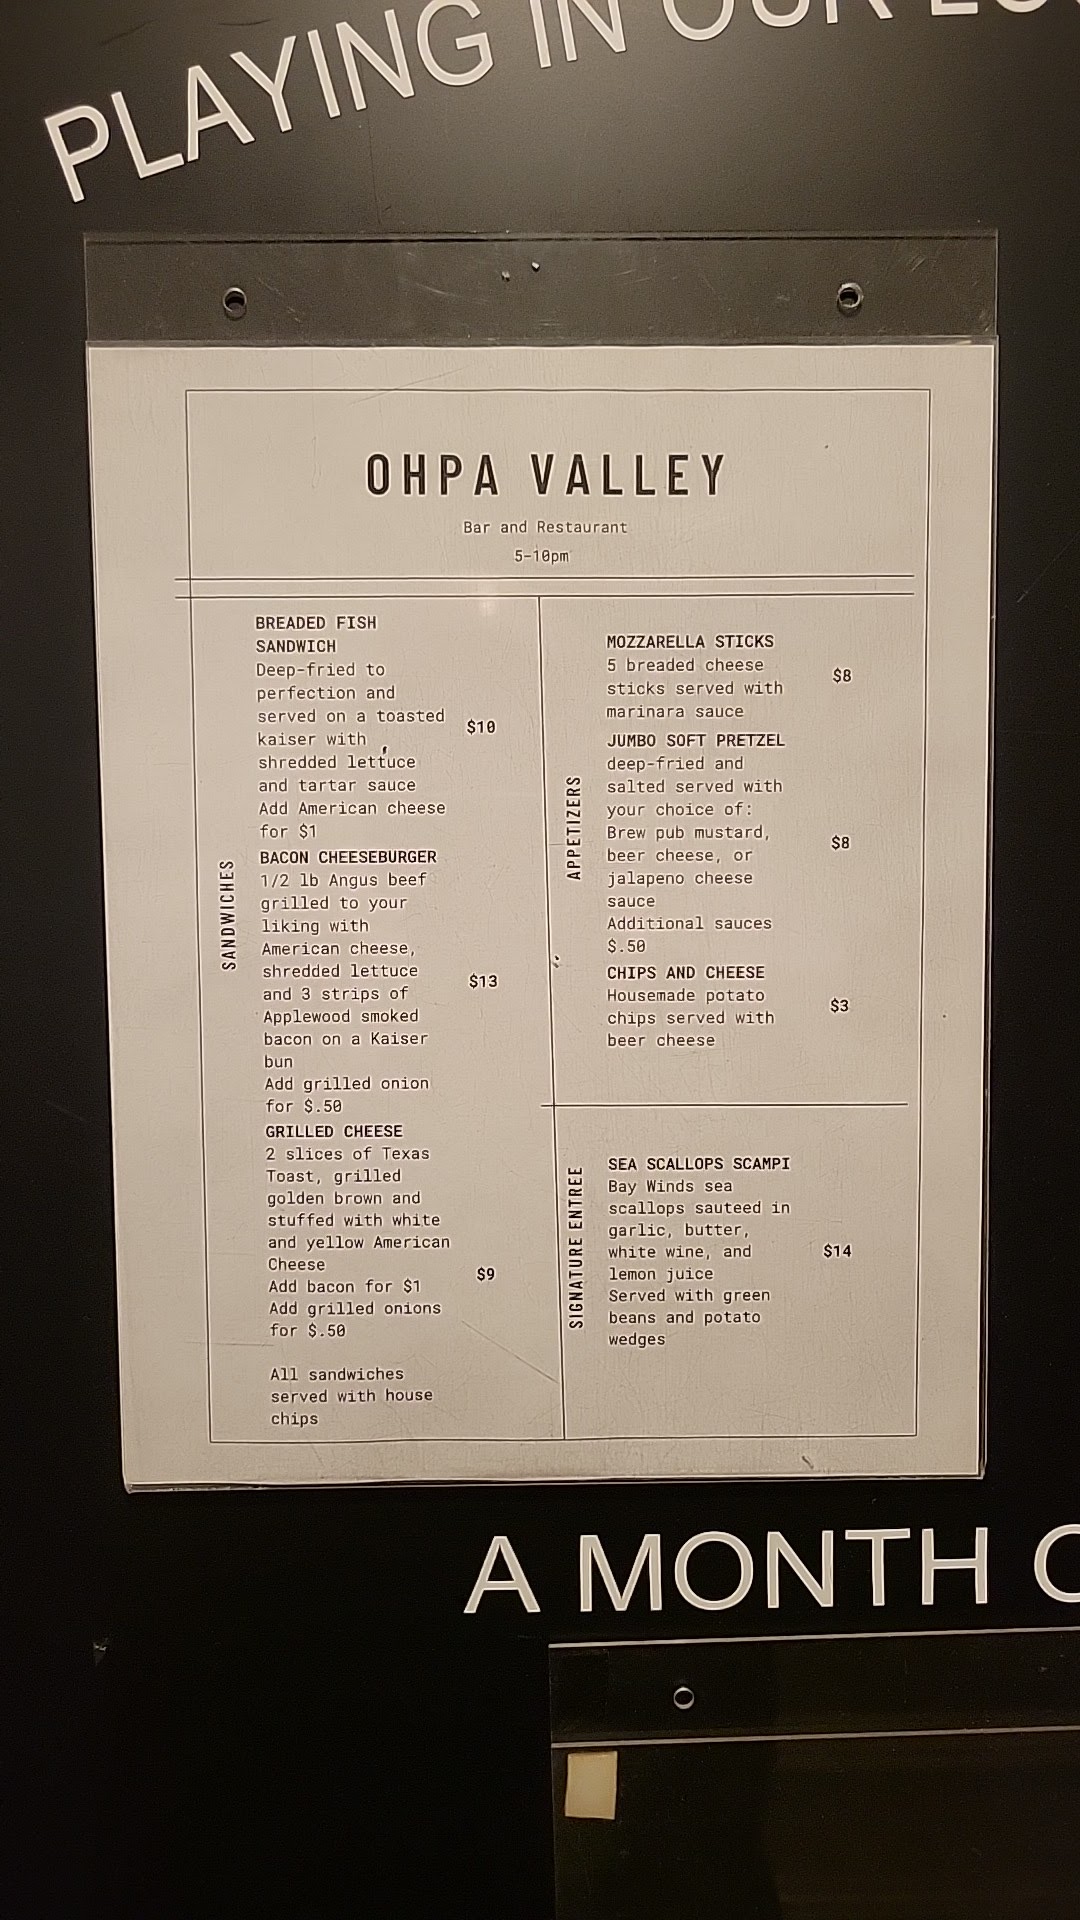 PLAYING IN OUR
OHPA VALLEY
Bar and Restaurant
5-10pm
SANDWICHES
BREADED FISH
SANDWICH
Deep-fried to
perfection and
served on a toasted
kaiser with
shredded lettuce
and tartar sauce
Add American cheese
for $1
$10
BACON CHEESEBURGER
1/2 lb Angus beef
grilled to your
liking with
American cheese,
shredded lettuce
and 3 strips of
Applewood smoked
bacon on a Kaiser
bun
Add grilled onion
for $.50
$13
GRILLED CHEESE
2 slices of Texas
Toast, grilled
golden brown and
stuffed with white
and yellow American
Cheese
Add bacon for $1
Add grilled onions
for $.50
$9
All sandwiches
served with house
chips
APPETIZERS
MOZZARELLA STICKS
5 breaded cheese
sticks served with
marinara sauce
$8
JUMBO SOFT PRETZEL
deep-fried and
salted served with
your choice of:
Brew pub mustard,
beer cheese, or
jalapeno cheese
sauce
Additional sauces
$.50
$8
CHIPS AND CHEESE
Housemade potato
chips served with
beer cheese
$3
SIGNATURE ENTREE
SEA SCALLOPS SCAMPI
Bay Winds sea
scallops sauteed in
garlic, butter,
white wine, and
lemon juice
Served with green
beans and potato
wedges
$14
A MONTH